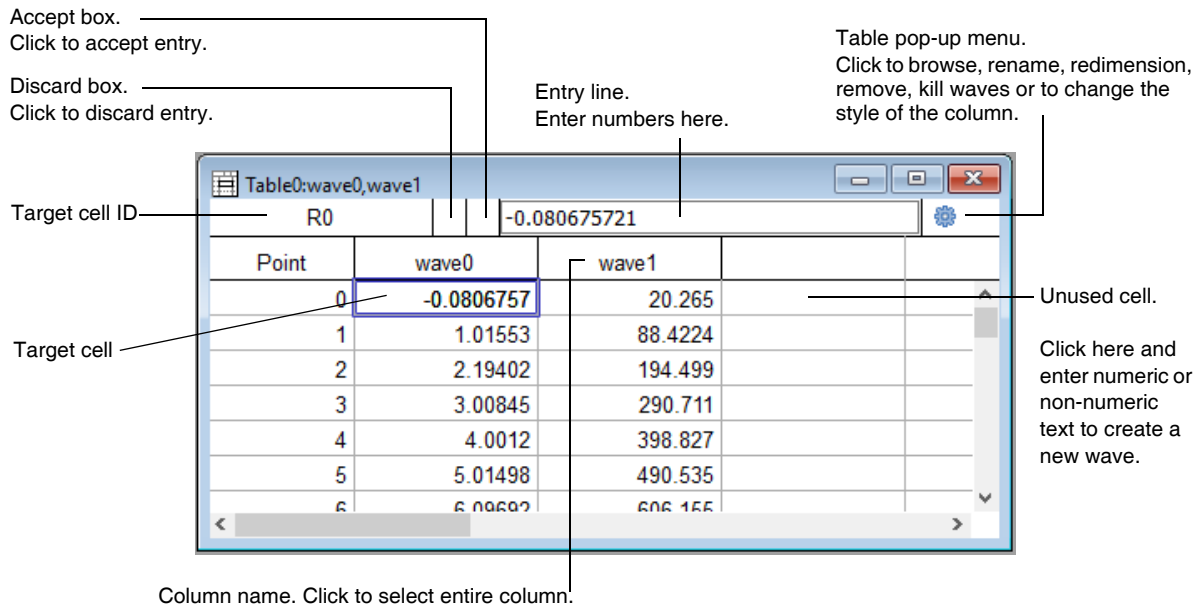 Accept box.
Click to accept entry.
Discard box.
Click to discard entry.
Entry line.
Enter numbers here.
Table pop-up menu.
Click to browse, rename, redimension,
remove, kill waves or to change the
style of the column.
Table0:wave0,wave1
Target cell ID
R0
-0.080675721
Point wave0 wave1
0 -0.0806757 20.265
1 1.01553 88.4224
2 2.19402 194.499
3 3.00845 290.711
4 4.0012 398.827
5 5.01498 490.535
6 6.09692 606.155
Target cell
Unused cell.
Click here and
enter numeric or
non-numeric
text to create a
new wave.
Column name. Click to select entire column.